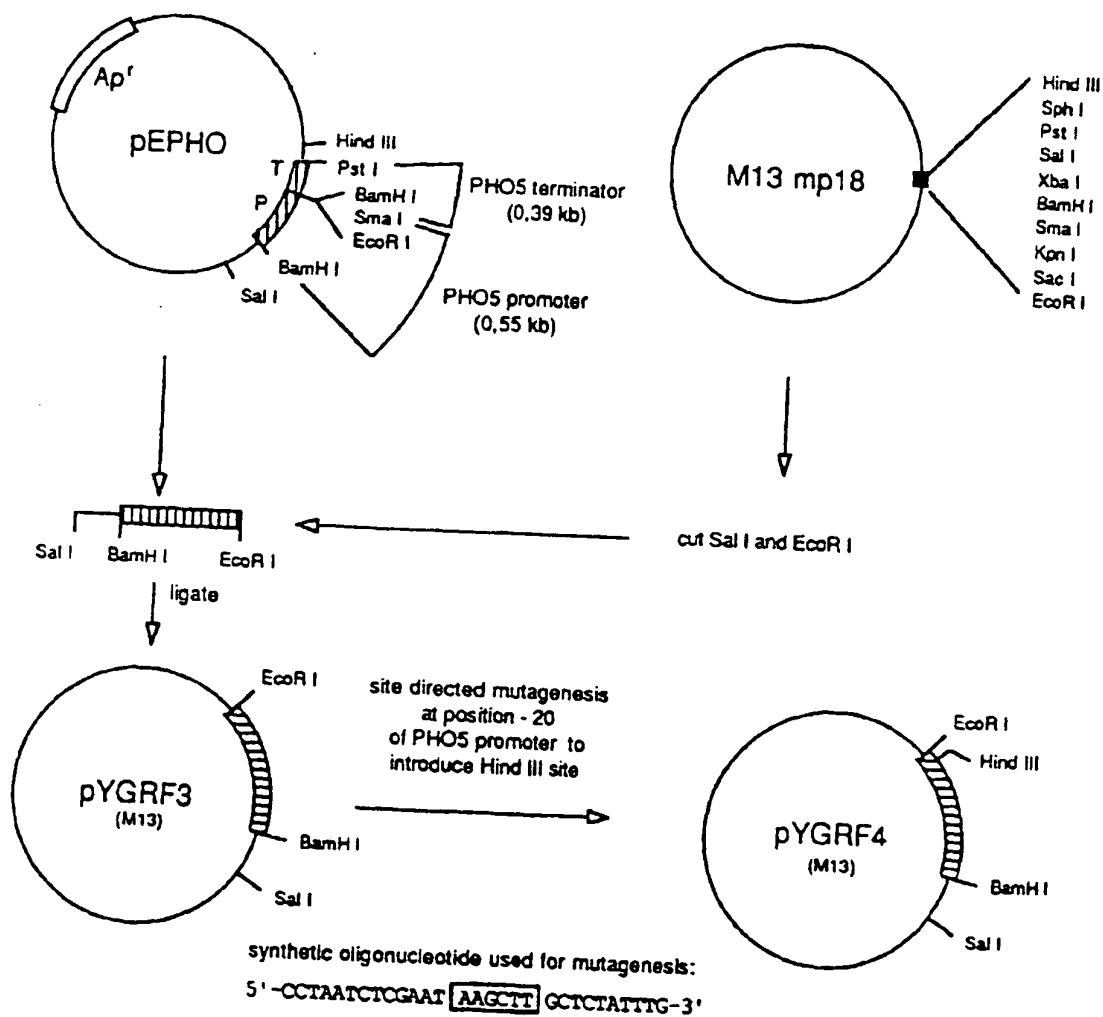 Apʳ
pEPHO
Hind III
T
Pst I
P
BamH I
Sma I
EcoR I
BamH I
Sal I
PHO5 terminator
(0,39 kb)
PHO5 promoter
(0,55 kb)
M13 mp18
Hind III
Sph I
Pst I
Sal I
Xba I
BamH I
Sma I
Kpn I
Sac I
EcoR I
Sal I
BamH I
EcoR I
cut Sal I and EcoR I
ligate
EcoR I
pYGRF3
(M13)
BamH I
Sal I
site directed mutagenesis
at position - 20
of PHO5 promoter to
introduce Hind III site
EcoR I
Hind III
pYGRF4
(M13)
BamH I
Sal I
synthetic oligonucleotide used for mutagenesis:
5'-CCTAATCTCGAAT AAGCTT GCTCTATTTG-3'